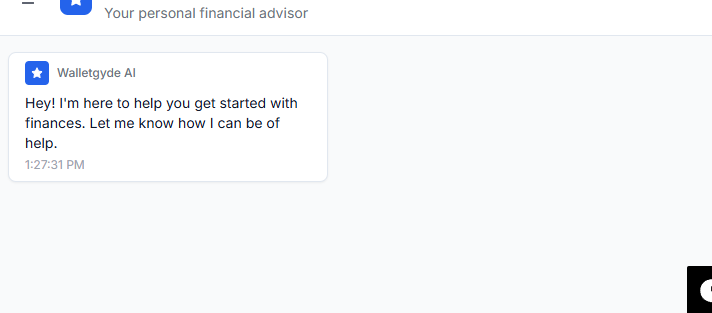 Your personal financial advisor
Walletgyde AI
Hey! I'm here to help you get started with
finances. Let me know how I can be of
help.
1:27:31 PM